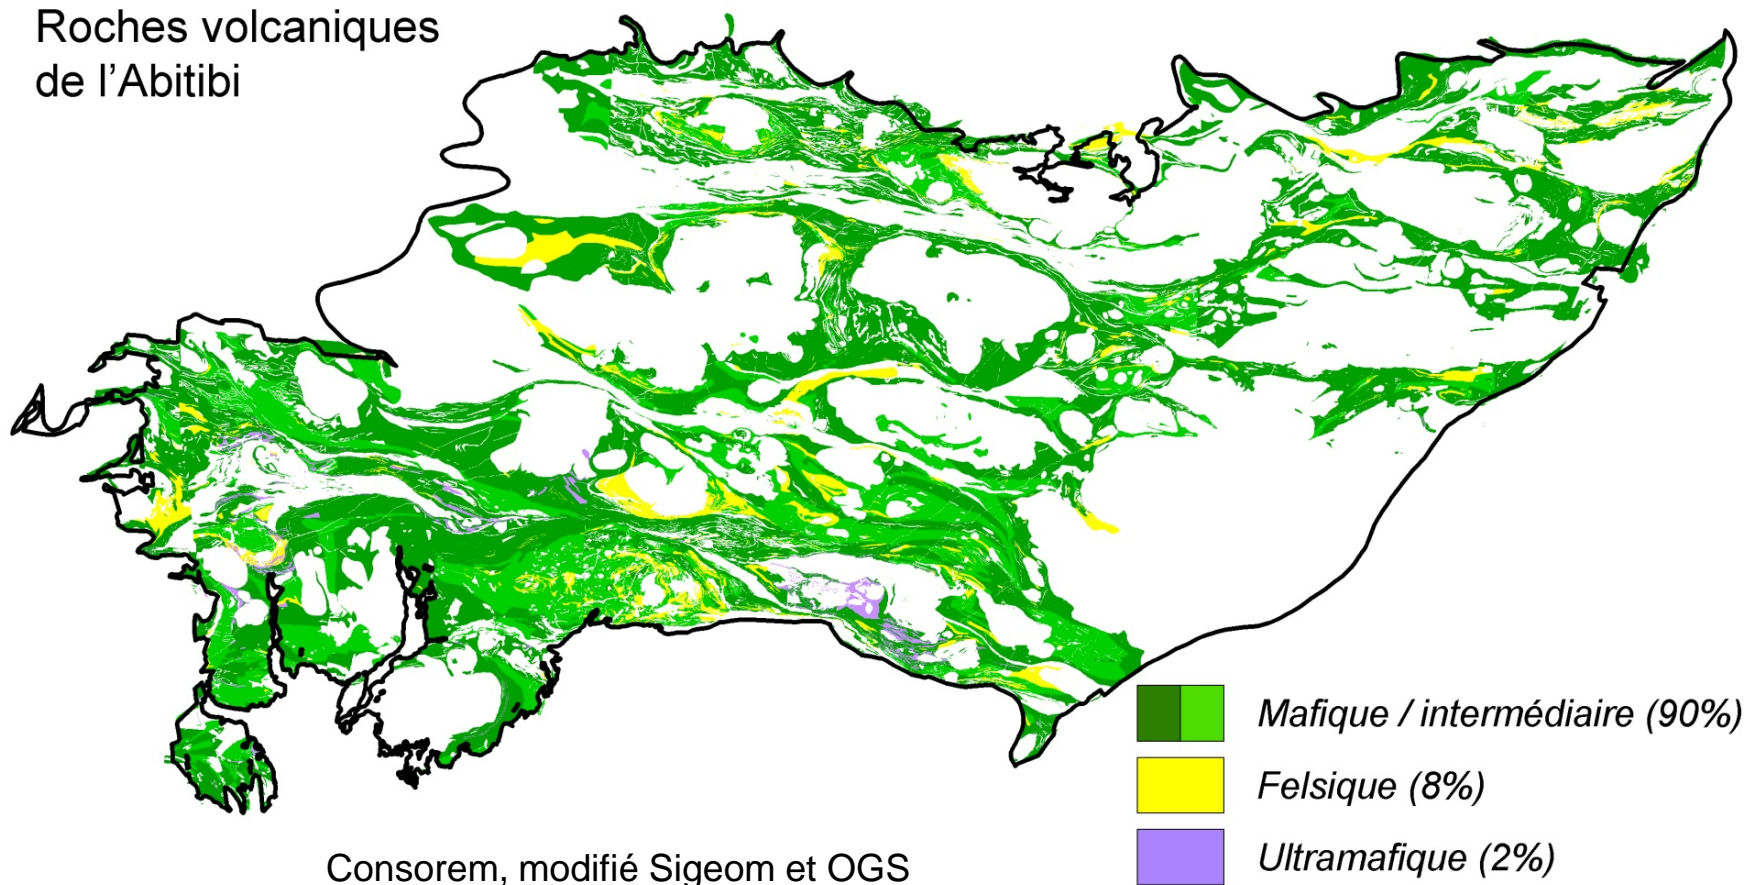 Roches volcaniques
de l'Abitibi
Mafique / intermédiaire (90%)
Felsique (8%)
Ultramafique (2%)
Consorem, modifié Sigeom et OGS